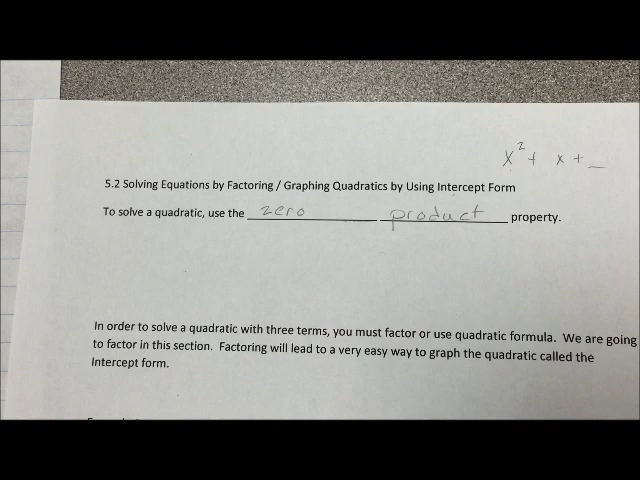 x² + x + _
5.2 Solving Equations by Factoring / Graphing Quadratics by Using Intercept Form
To solve a quadratic, use the zero product property.
In order to solve a quadratic with three terms, you must factor or use quadratic formula. We are going
to factor in this section. Factoring will lead to a very easy way to graph the quadratic called the
Intercept form.